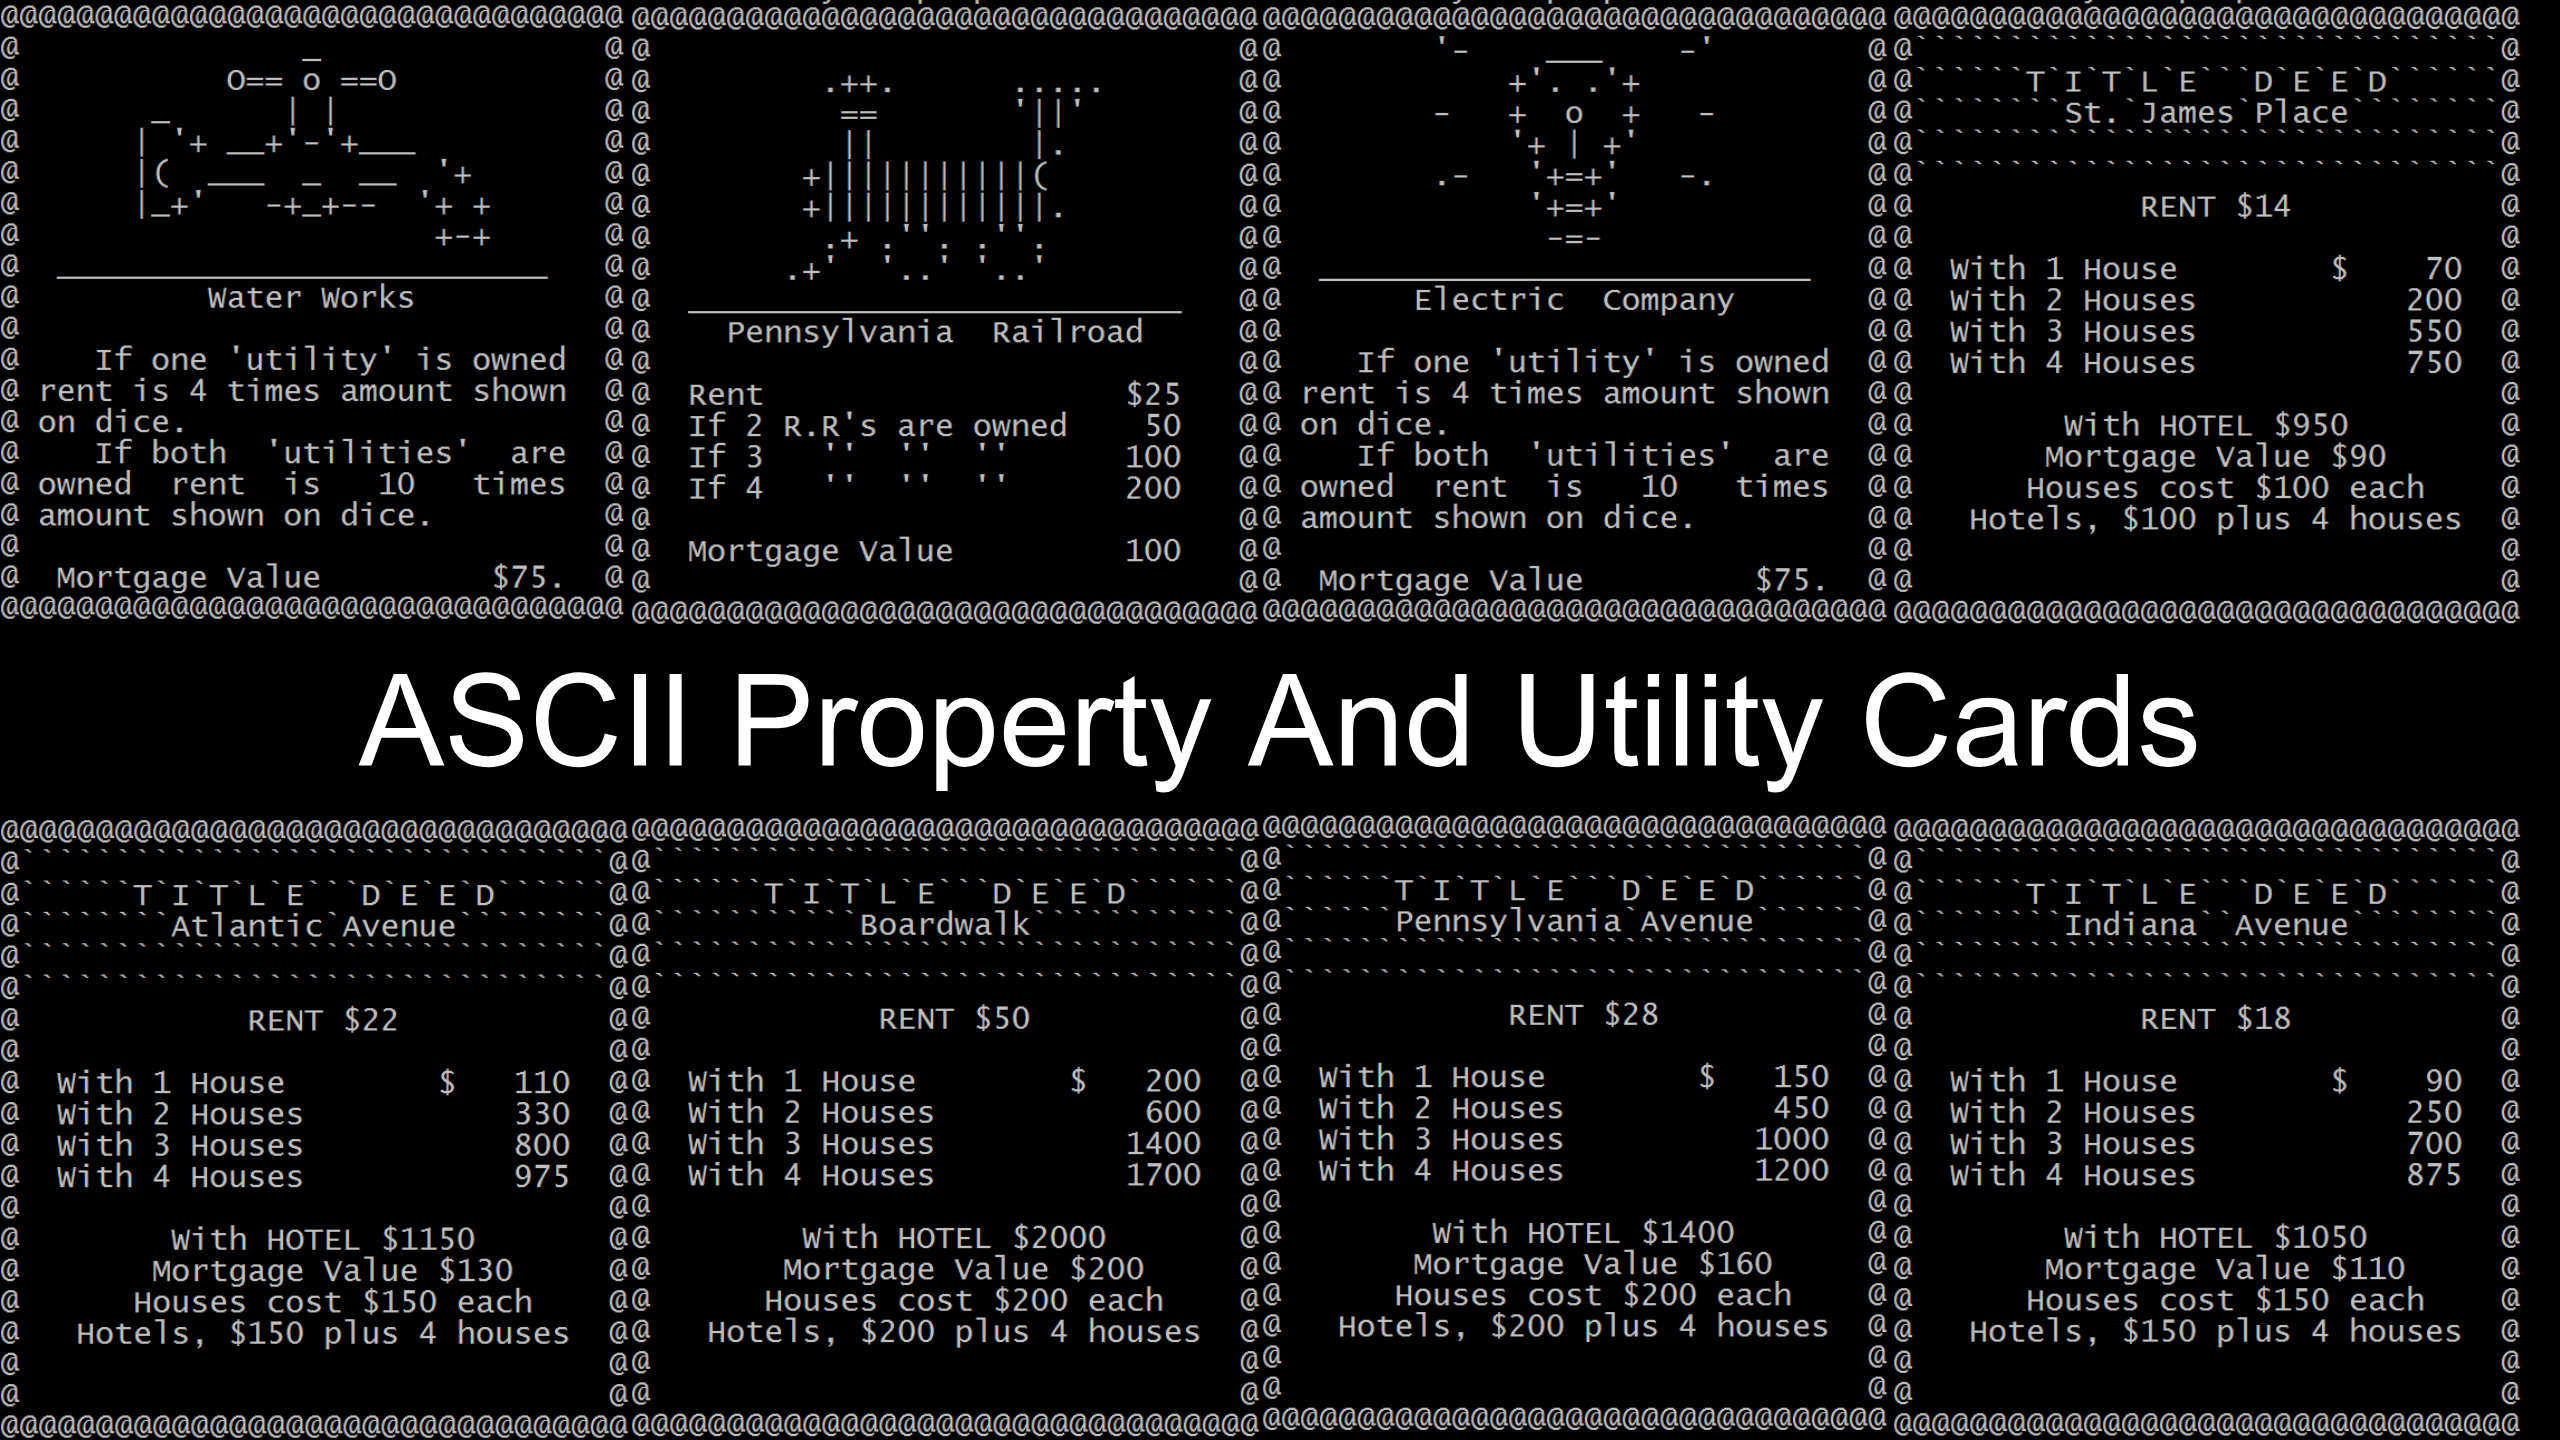 Water Works
If one 'utility' is owned
rent is 4 times amount shown
on dice.
If both 'utilities' are
owned rent is 10 times
amount shown on dice.
Mortgage Value $75.
Pennsylvania Railroad
Rent $25
If 2 R.R's are owned 50
If 3 '' '' '' 100
If 4 '' '' '' 200
Mortgage Value 100
Electric Company
If one 'utility' is owned
rent is 4 times amount shown
on dice.
If both 'utilities' are
owned rent is 10 times
amount shown on dice.
Mortgage Value $75.
T`I`T`L`E```D`E`E`D
St.`James`Place
RENT $14
With 1 House $ 70
With 2 Houses 200
With 3 Houses 550
With 4 Houses 750
With HOTEL $950
Mortgage Value $90
Houses cost $100 each
Hotels, $100 plus 4 houses
ASCII Property And Utility Cards
T`I`T`L`E```D`E`E`D
Atlantic`Avenue
RENT $22
With 1 House $ 110
With 2 Houses 330
With 3 Houses 800
With 4 Houses 975
With HOTEL $1150
Mortgage Value $130
Houses cost $150 each
Hotels, $150 plus 4 houses
T`I`T`L`E```D`E`E`D
Boardwalk
RENT $50
With 1 House $ 200
With 2 Houses 600
With 3 Houses 1400
With 4 Houses 1700
With HOTEL $2000
Mortgage Value $200
Houses cost $200 each
Hotels, $200 plus 4 houses
T`I`T`L`E```D`E`E`D
Pennsylvania`Avenue
RENT $28
With 1 House $ 150
With 2 Houses 450
With 3 Houses 1000
With 4 Houses 1200
With HOTEL $1400
Mortgage Value $160
Houses cost $200 each
Hotels, $200 plus 4 houses
T`I`T`L`E```D`E`E`D
Indiana``Avenue
RENT $18
With 1 House $ 90
With 2 Houses 250
With 3 Houses 700
With 4 Houses 875
With HOTEL $1050
Mortgage Value $110
Houses cost $150 each
Hotels, $150 plus 4 houses